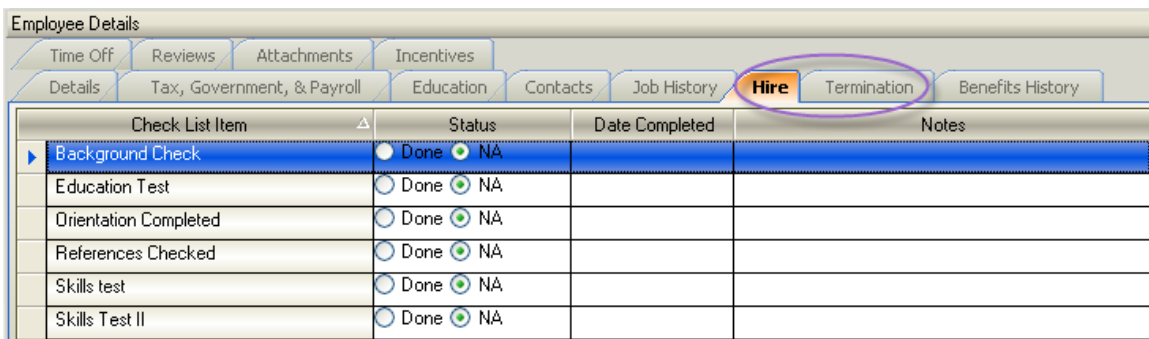 Employee Details
Time Off Reviews Attachments Incentives
Details Tax, Government, & Payroll Education Contacts Job History Hire Termination Benefits History
Check List Item Status Date Completed Notes
Background Check Done NA
Education Test Done NA
Orientation Completed Done NA
References Checked Done NA
Skills test Done NA
Skills Test II Done NA